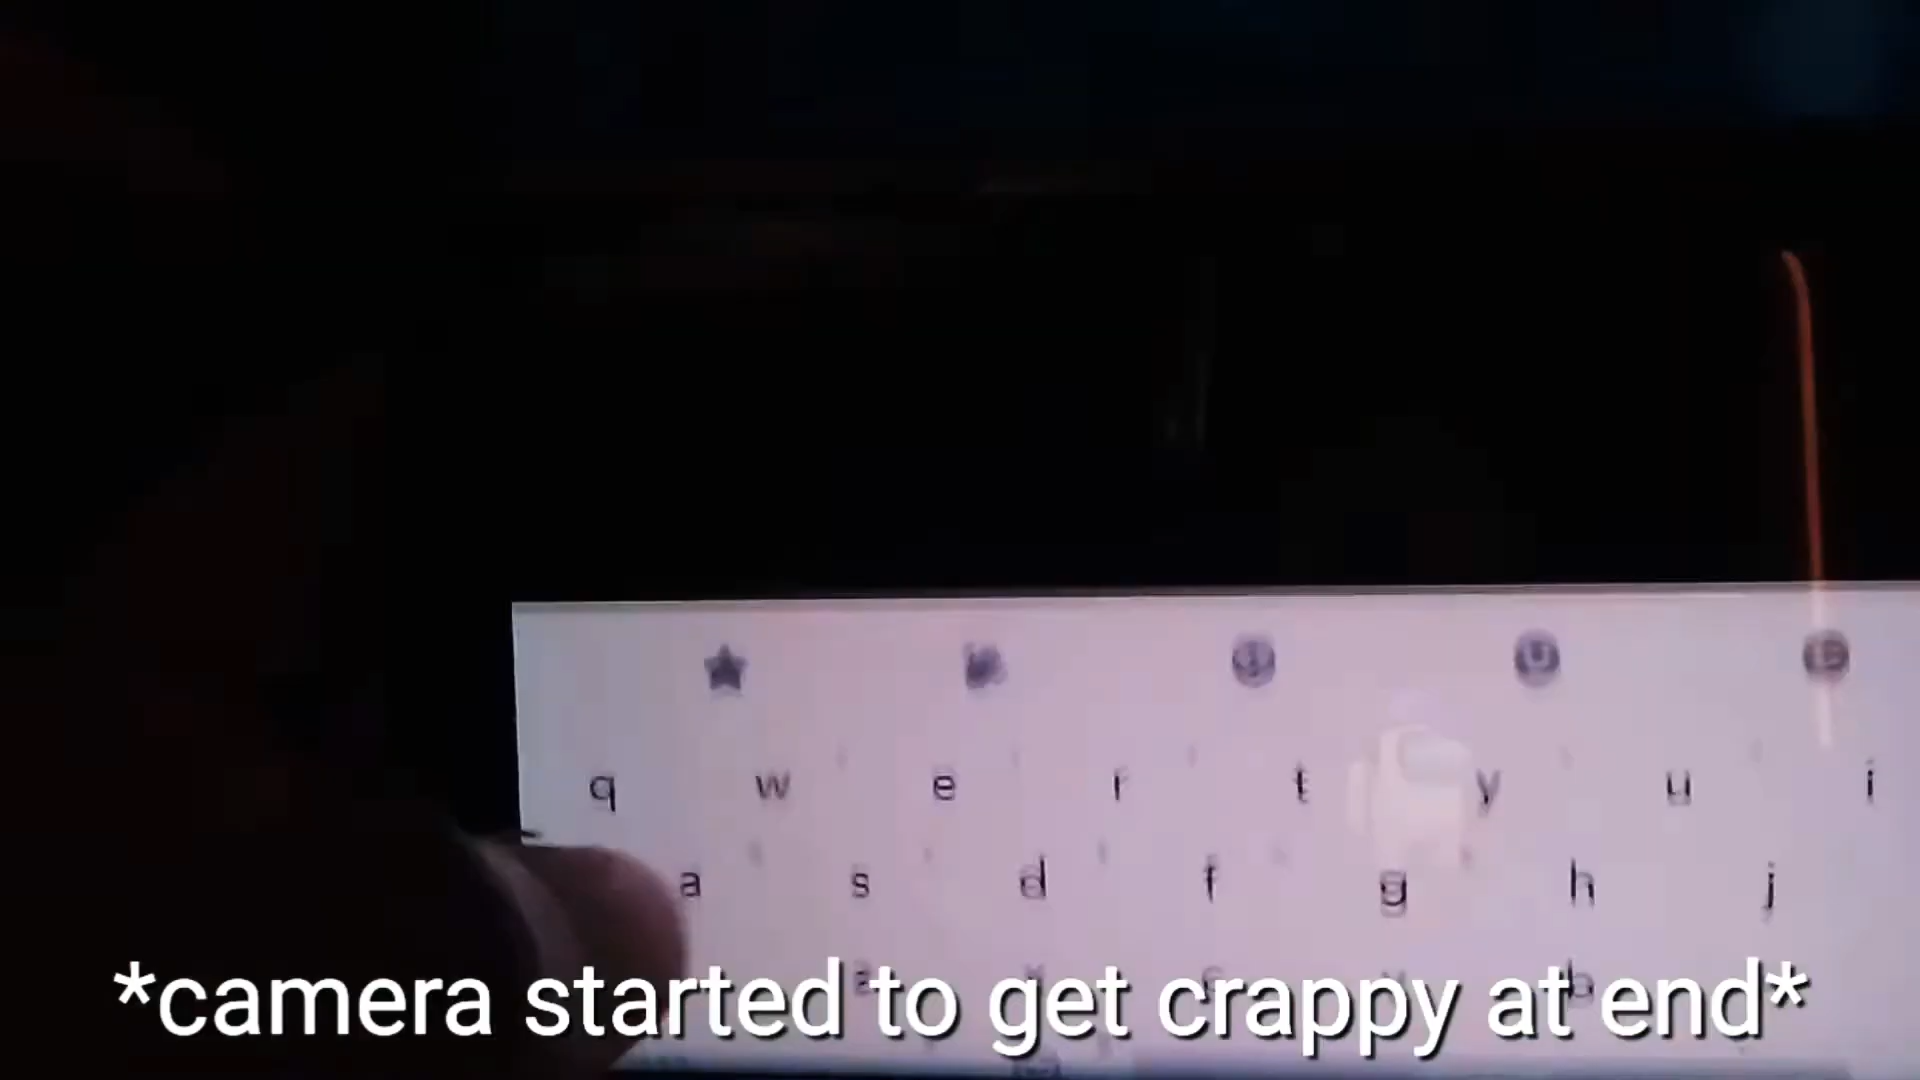 q w e r t y u i
a s d f g h j
*camera started to get crappy at end*